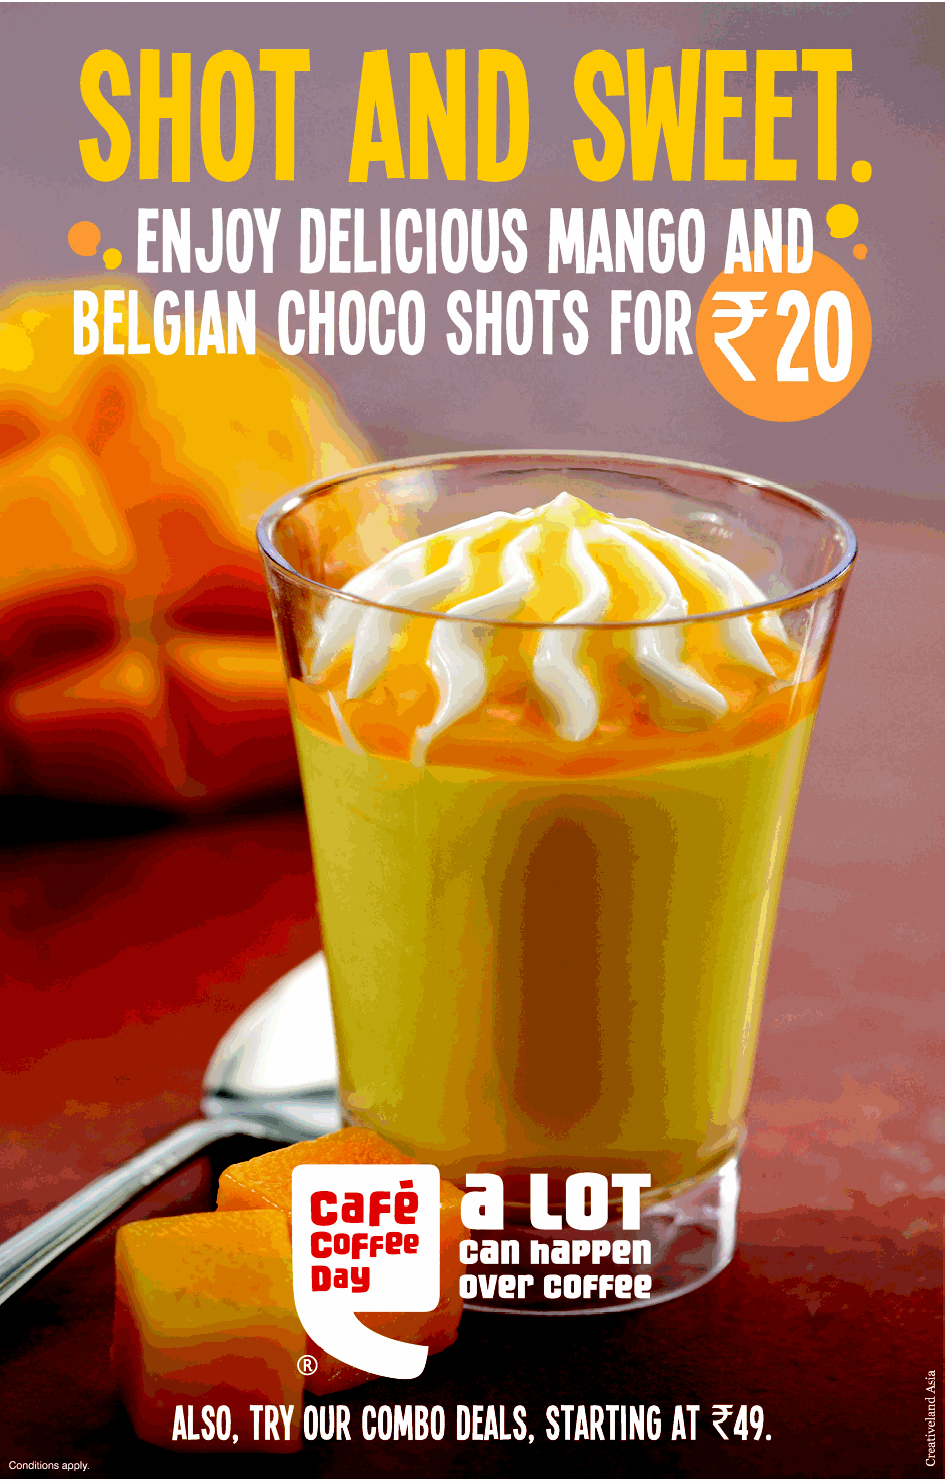 SHOT AND SWEET.
ENJOY DELICIOUS MANGO AND
BELGIAN CHOCO SHOTS FOR ₹20
café
coffee
Day
a LOT
can happen
over coffee
®
ALSO, TRY OUR COMBO DEALS, STARTING AT ₹49.
Conditions apply.
Creativeland Asia